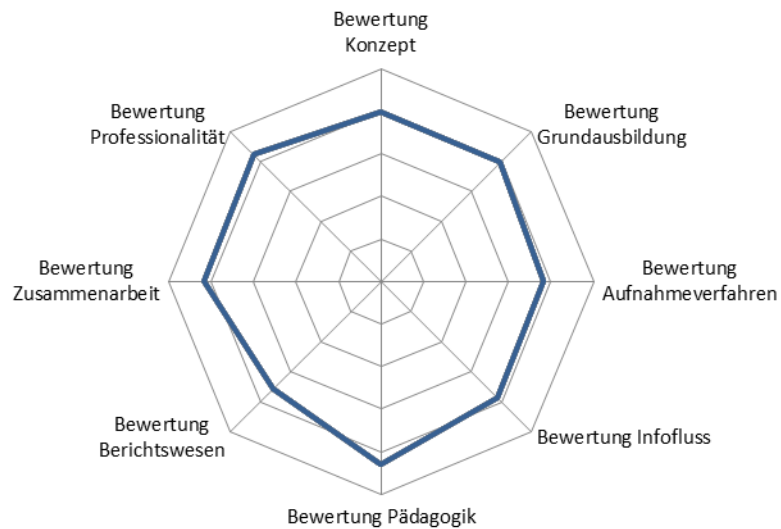 Bewertung
Konzept
Bewertung
Grundausbildung
Bewertung
Aufnahmeverfahren
Bewertung Infofluss
Bewertung Pädagogik
Bewertung
Berichtswesen
Bewertung
Zusammenarbeit
Bewertung
Professionalität